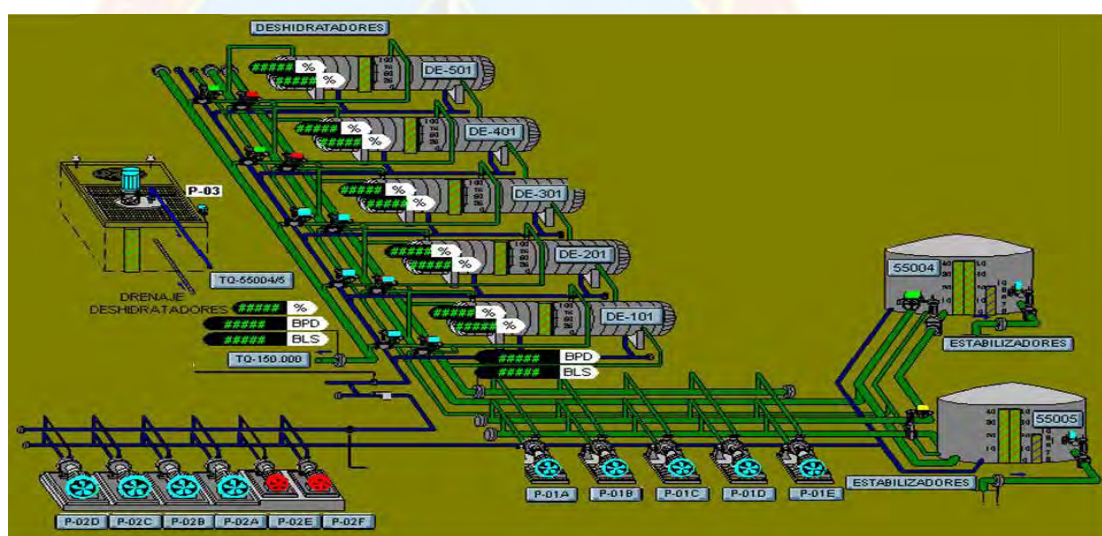 DESHIDRATADORES
##### %
##### %
DE-501
##### %
##### %
DE-401
##### %
##### %
DE-301
##### %
##### %
DE-201
##### %
##### %
DE-101
P-03
TQ-55004/5
DRENAJE
DESHIDRATADORES
##### %
##### BPD
##### BLS
TQ-150.000
##### BPD
##### BLS
55004
ESTABILIZADORES
55005
ESTABILIZADORES
P-01A P-01B P-01C P-01D P-01E
P-02D P-02C P-02B P-02A P-02E P-02F